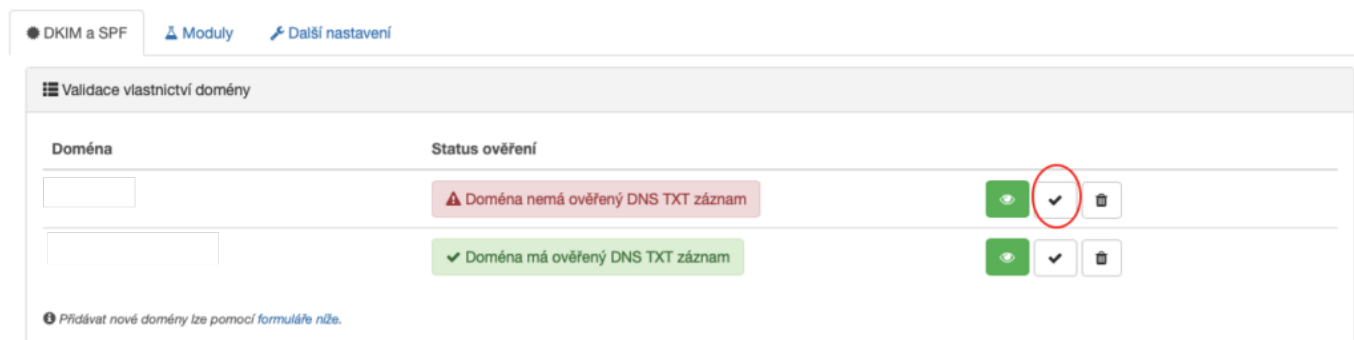 DKIM a SPF Moduly Další nastavení
Validace vlastnictví domény
Doména Status ověření
Doména nemá ověřený DNS TXT záznam
Doména má ověřený DNS TXT záznam
Přidávat nové domény lze pomocí formuláře níže.